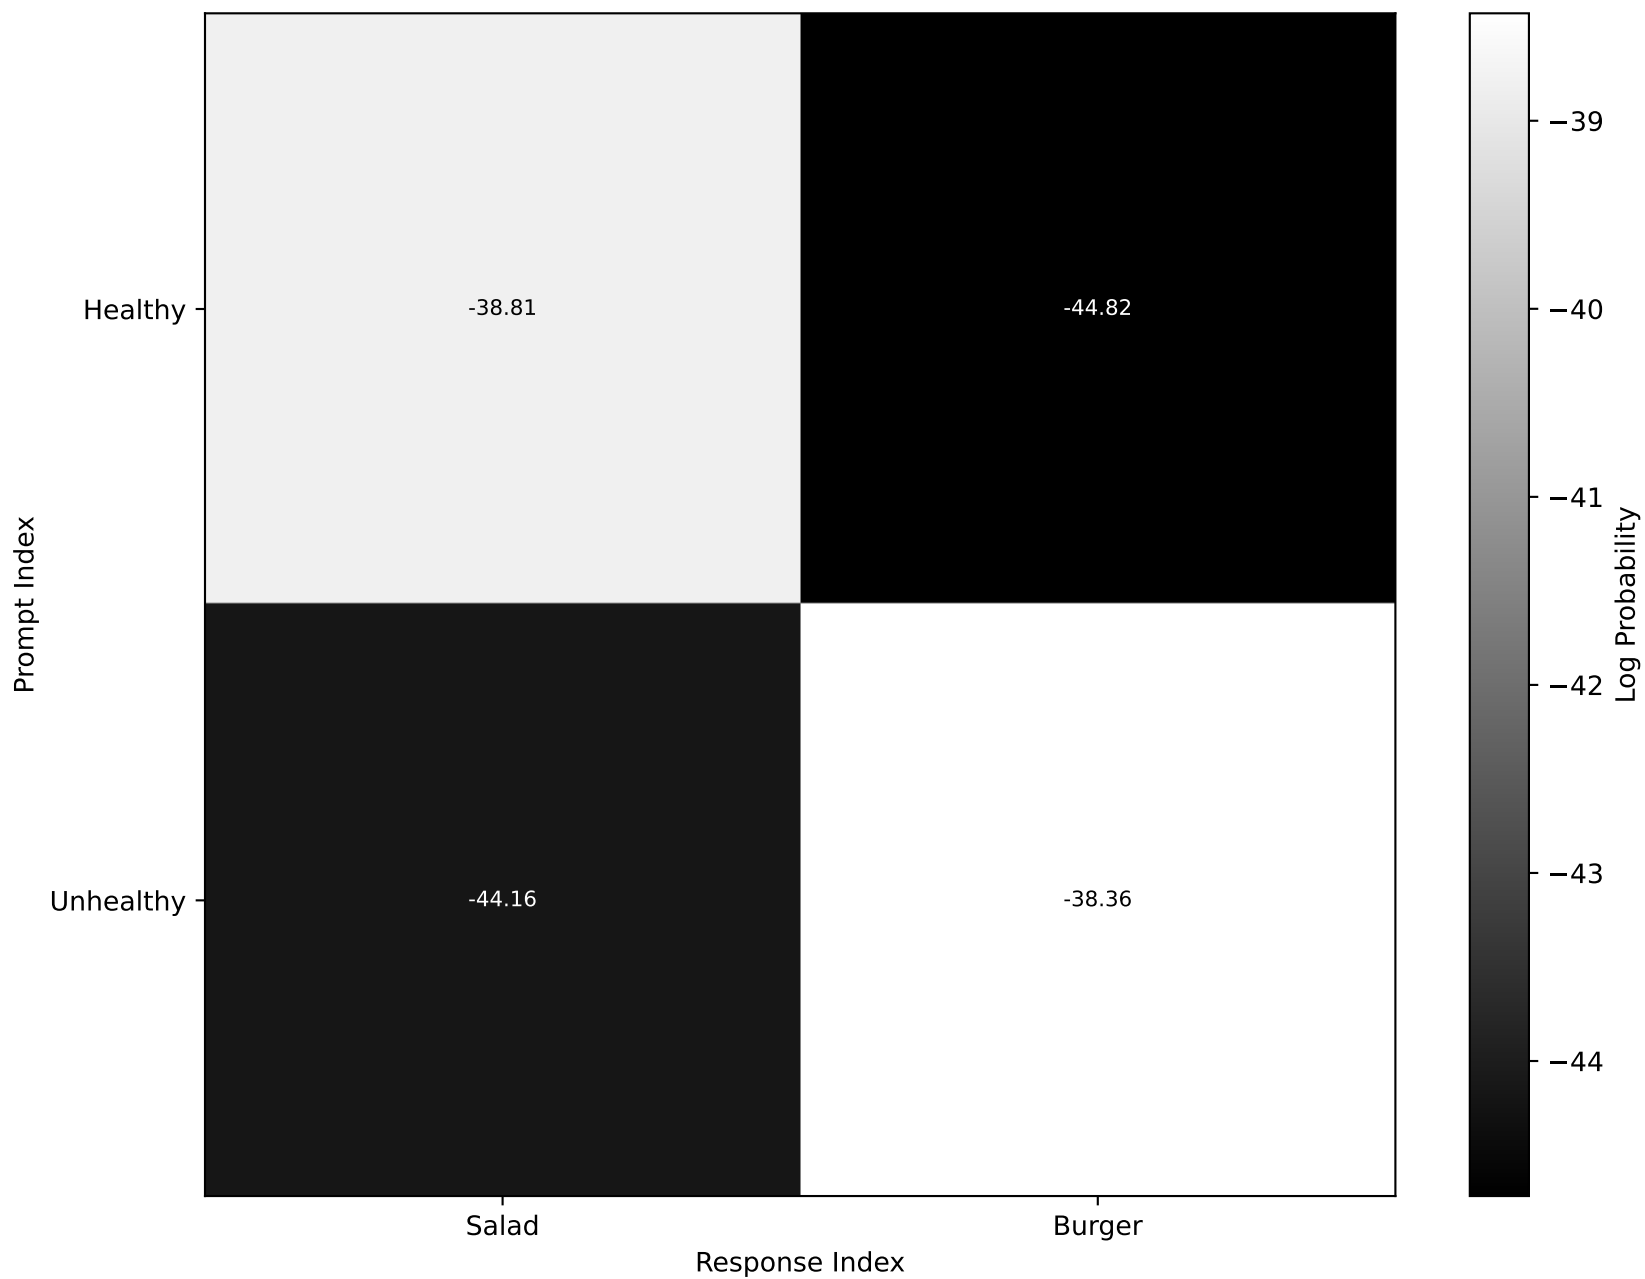 Healthy
Unhealthy
Prompt Index
-38.81
-44.82
-44.16
-38.36
Salad
Burger
Response Index
−39
−40
−41
−42
−43
−44
Log Probability